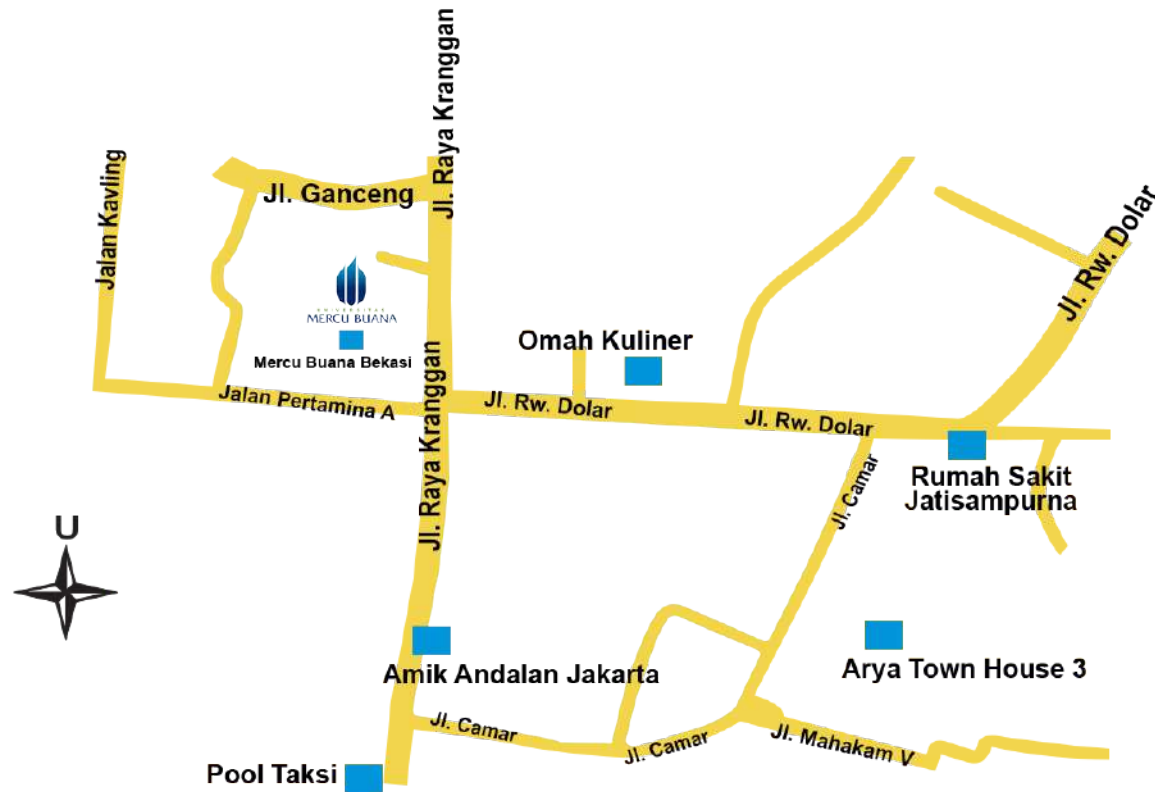 Jl. Raya Kranggan
Jalan Kavling
Jl. Ganceng
Jl. Rw. Dolar
UNIVERSITAS
MERCU BUANA
Mercu Buana Bekasi
Omah Kuliner
Jl. Raya Kranggan
Jalan Pertamina A
Jl. Rw. Dolar
Jl. Rw. Dolar
Rumah Sakit
Jatisampurna
Jl. Camar
U
Amik Andalan Jakarta
Arya Town House 3
Jl. Camar
Jl. Camar
Jl. Mahakam V
Pool Taksi